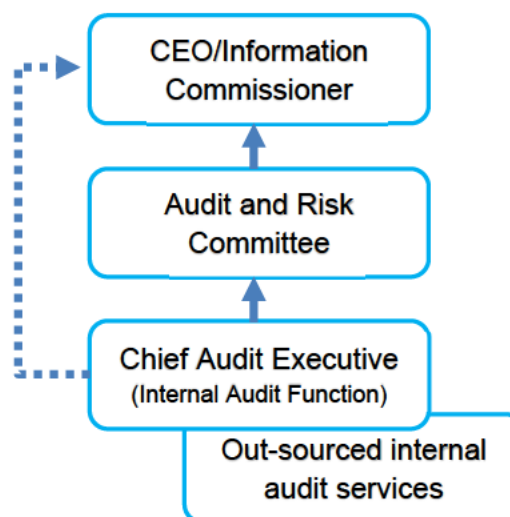 CEO/Information
Commissioner
Audit and Risk
Committee
Chief Audit Executive
(Internal Audit Function)
Out-sourced internal
audit services